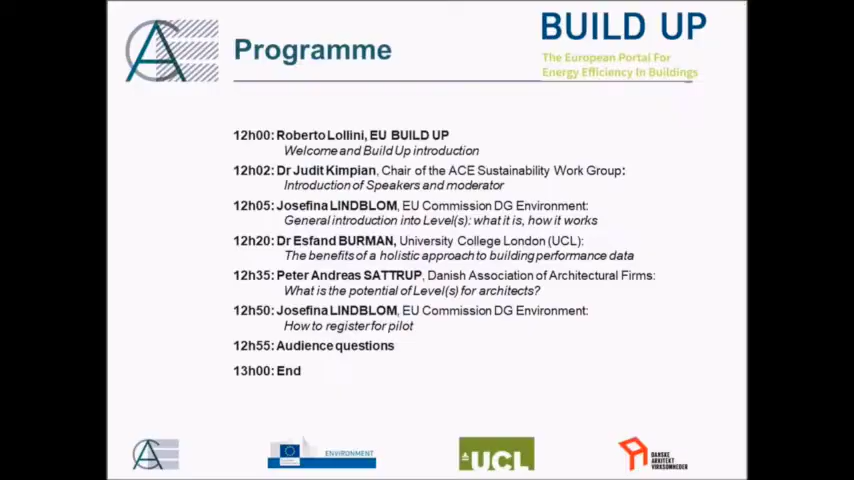 Programme
BUILD UP
The European Portal For
Energy Efficiency In Buildings
12h00: Roberto Lollini, EU BUILD UP
Welcome and Build Up introduction
12h02: Dr Judit Kimpian, Chair of the ACE Sustainability Work Group:
Introduction of Speakers and moderator
12h05: Josefina LINDBLOM, EU Commission DG Environment:
General introduction into Level(s): what it is, how it works
12h20: Dr Esfand BURMAN, University College London (UCL):
The benefits of a holistic approach to building performance data
12h35: Peter Andreas SATTRUP, Danish Association of Architectural Firms:
What is the potential of Level(s) for architects?
12h50: Josefina LINDBLOM, EU Commission DG Environment:
How to register for pilot
12h55: Audience questions
13h00: End
ENVIRONMENT
UCL
DANSKE
ARKITEKT
VIRKSOMHEDER